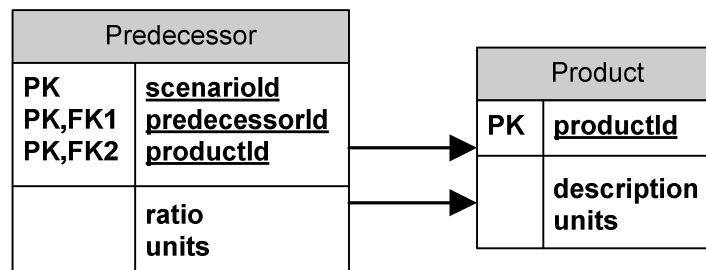 Predecessor
PK scenarioId
PK,FK1 predecessorId
PK,FK2 productId
ratio
units
Product
PK productId
description
units